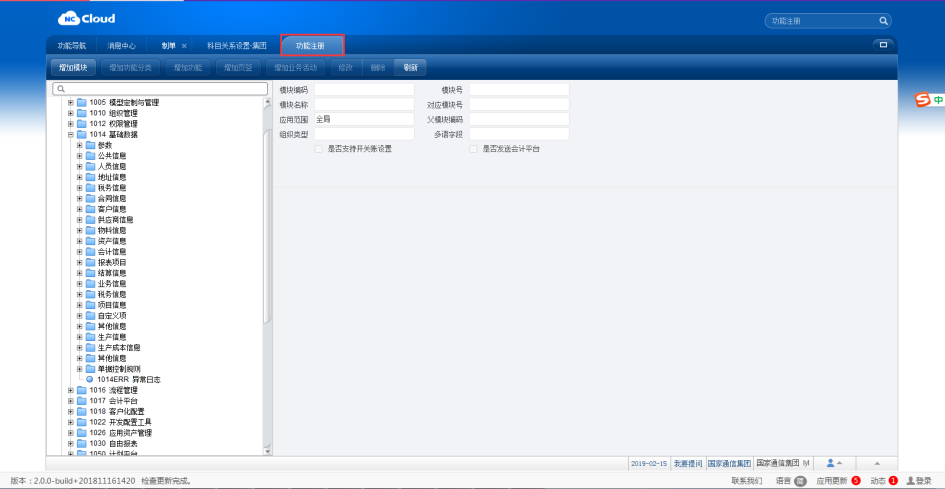 NC Cloud
功能注册
功能导航 消息中心 制单 × 科目关系设置-集团 功能注册
增加模块 增加功能分类 增加功能 增加页签 增加业务活动 修改 删除 刷新
模块编码 模块号
模块名称 对应模块号
应用范围 全局 父模块编码
组织类型 多语字段
是否支持开关账设置 是否发送会计平台
1005 模型定制与管理
1010 组织管理
1012 权限管理
1014 基础数据
参数
公共信息
人员信息
地址信息
税务信息
合同信息
客户信息
供应商信息
物料信息
资产信息
会计信息
报表项目
结算信息
业务信息
税务信息
项目信息
自定义项
其他信息
生产信息
生产成本信息
其他信息
单据控制规则
1014ERR 异常日志
1016 流程管理
1017 会计平台
1018 客户化配置
1022 开发配置工具
1026 应用资产管理
1030 自由报表
1050 计划平台
中
2019-02-15 我要提问 国家通信集团 国家通信集团 lyl
版本：2.0.0-build+201811161420 检查更新完成。 联系我们 语言 简 应用更新 5 动态 1 登录